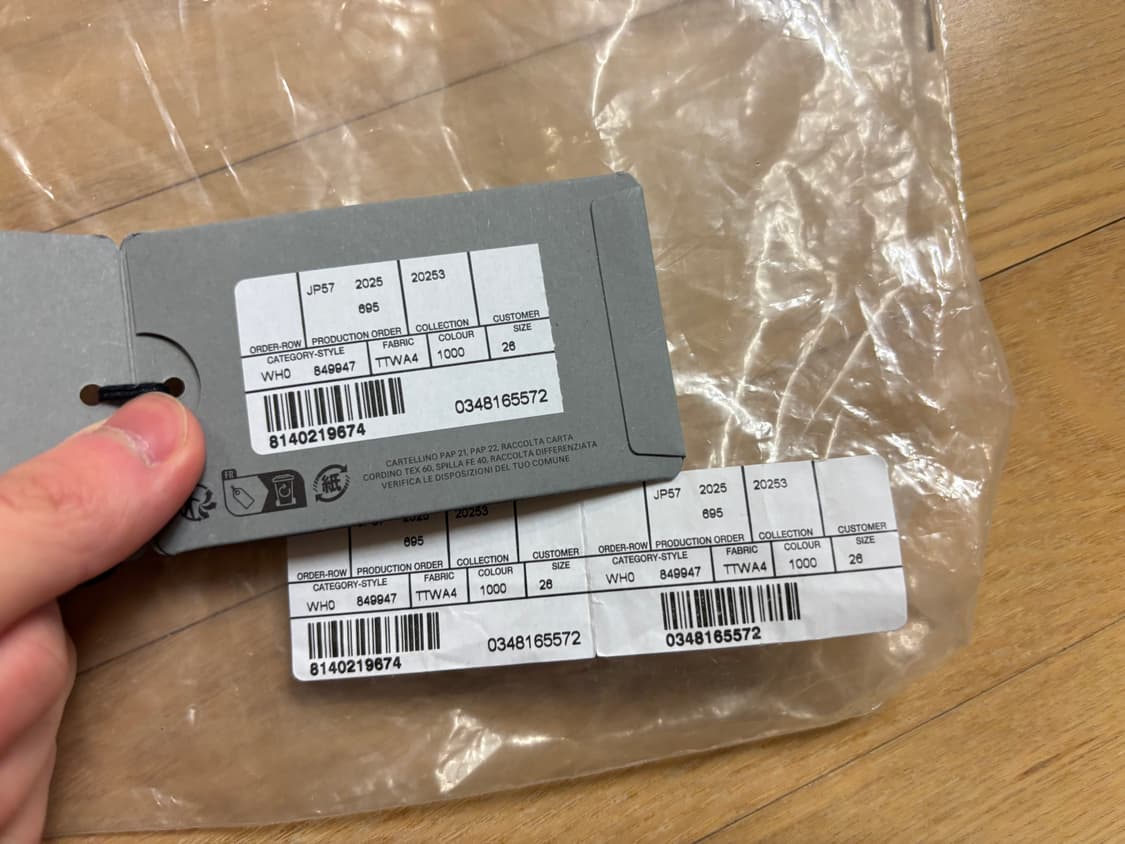 JP57 2025 20253
695
ORDER-ROW PRODUCTION ORDER COLLECTION CUSTOMER
CATEGORY-STYLE FABRIC COLOUR SIZE
WH0 849947 TTWA4 1000 26
0348165572
8140219674
FR
紙
CARTELLINO PAP 21, PAP 22, RACCOLTA CARTA
CORDINO TEX 60, SPILLA FE 40, RACCOLTA DIFFERENZIATA
VERIFICA LE DISPOSIZIONI DEL TUO COMUNE
2025 20253
695
ORDER-ROW PRODUCTION ORDER COLLECTION CUSTOMER
CATEGORY-STYLE FABRIC COLOUR SIZE
WH0 849947 TTWA4 1000 26
0348165572
8140219674
JP57 2025 20253
695
ORDER-ROW PRODUCTION ORDER COLLECTION CUSTOMER
CATEGORY-STYLE FABRIC COLOUR SIZE
WH0 849947 TTWA4 1000 26
0348165572